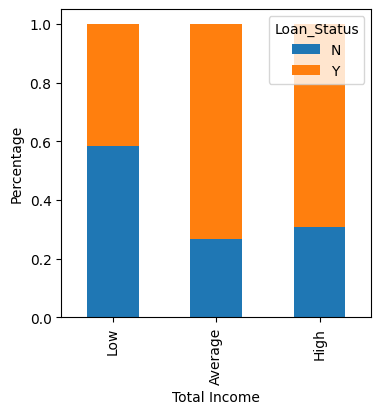 Loan_Status
N
Y
Percentage
1.0
0.8
0.6
0.4
0.2
0.0
Low
Average
High
Total Income